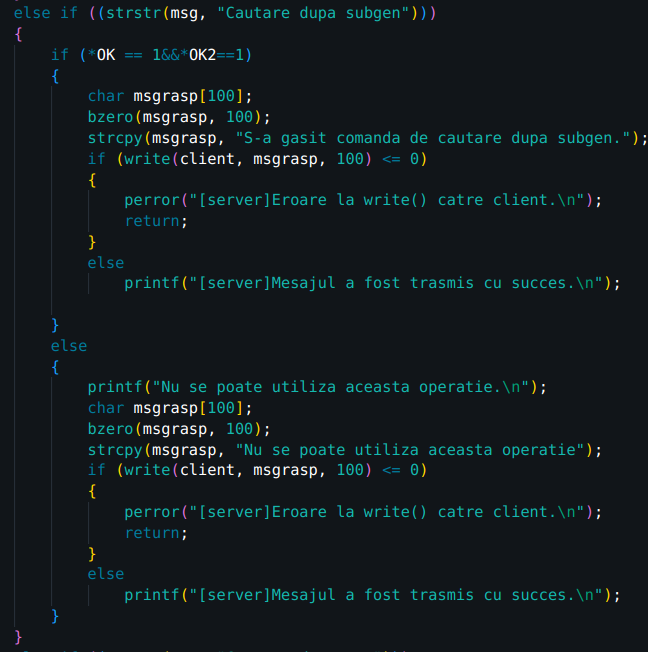 else if ((strstr(msg, "Cautare dupa subgen")))
{
    if (*OK == 1&&*OK2==1)
    {
        char msgrasp[100];
        bzero(msgrasp, 100);
        strcpy(msgrasp, "S-a gasit comanda de cautare dupa subgen.");
        if (write(client, msgrasp, 100) <= 0)
        {
            perror("[server]Eroare la write() catre client.\n");
            return;
        }
        else
            printf("[server]Mesajul a fost trasmis cu succes.\n");

    }
    else
    {
        printf("Nu se poate utiliza aceasta operatie.\n");
        char msgrasp[100];
        bzero(msgrasp, 100);
        strcpy(msgrasp, "Nu se poate utiliza aceasta operatie");
        if (write(client, msgrasp, 100) <= 0)
        {
            perror("[server]Eroare la write() catre client.\n");
            return;
        }
        else
            printf("[server]Mesajul a fost trasmis cu succes.\n");
    }
}